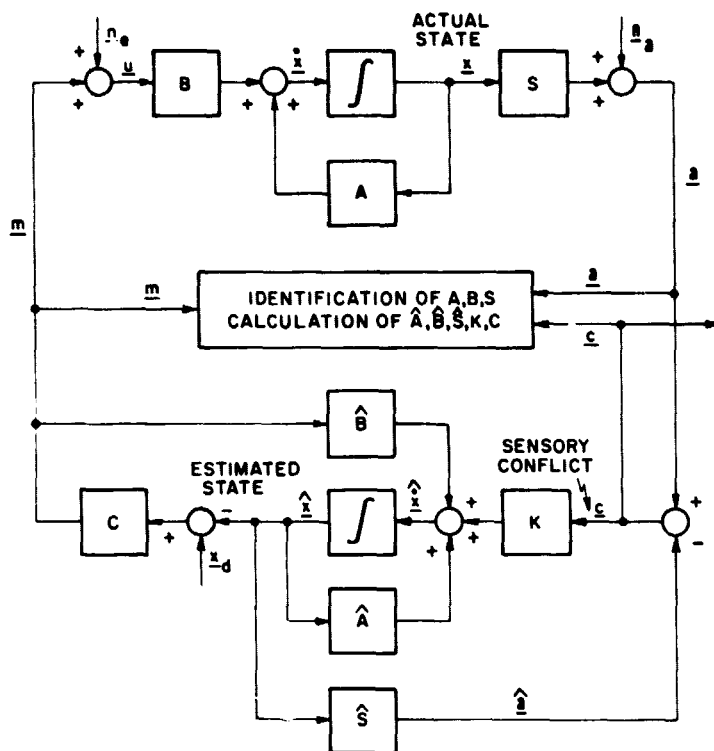 ACTUAL
STATE
n_e
n_a
+
+
u
B
+
+
ẋ
∫
x
S
+
+
A
a
m
m
IDENTIFICATION OF A,B,S
CALCULATION OF Â,B̂,Ŝ,K,C
a
c
B̂
SENSORY
CONFLICT
ESTIMATED
STATE
C
+
-
x_d
x̂
∫
x̂̇
+
+
+
K
c
+
-
Â
Ŝ
â